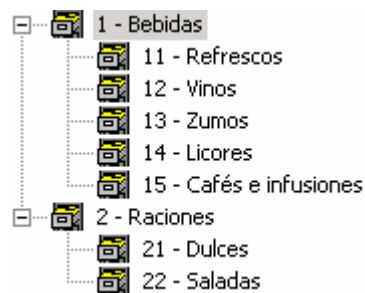 1 - Bebidas
11 - Refrescos
12 - Vinos
13 - Zumos
14 - Licores
15 - Cafés e infusiones
2 - Raciones
21 - Dulces
22 - Saladas